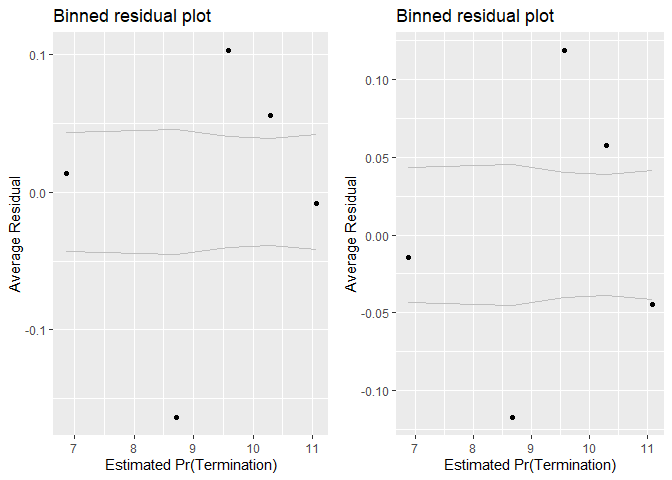 Binned residual plot
0.1
0.0
-0.1
Average Residual
7 8 9 10 11
Estimated Pr(Termination)
Binned residual plot
0.10
0.05
0.00
-0.05
-0.10
Average Residual
7 8 9 10 11
Estimated Pr(Termination)